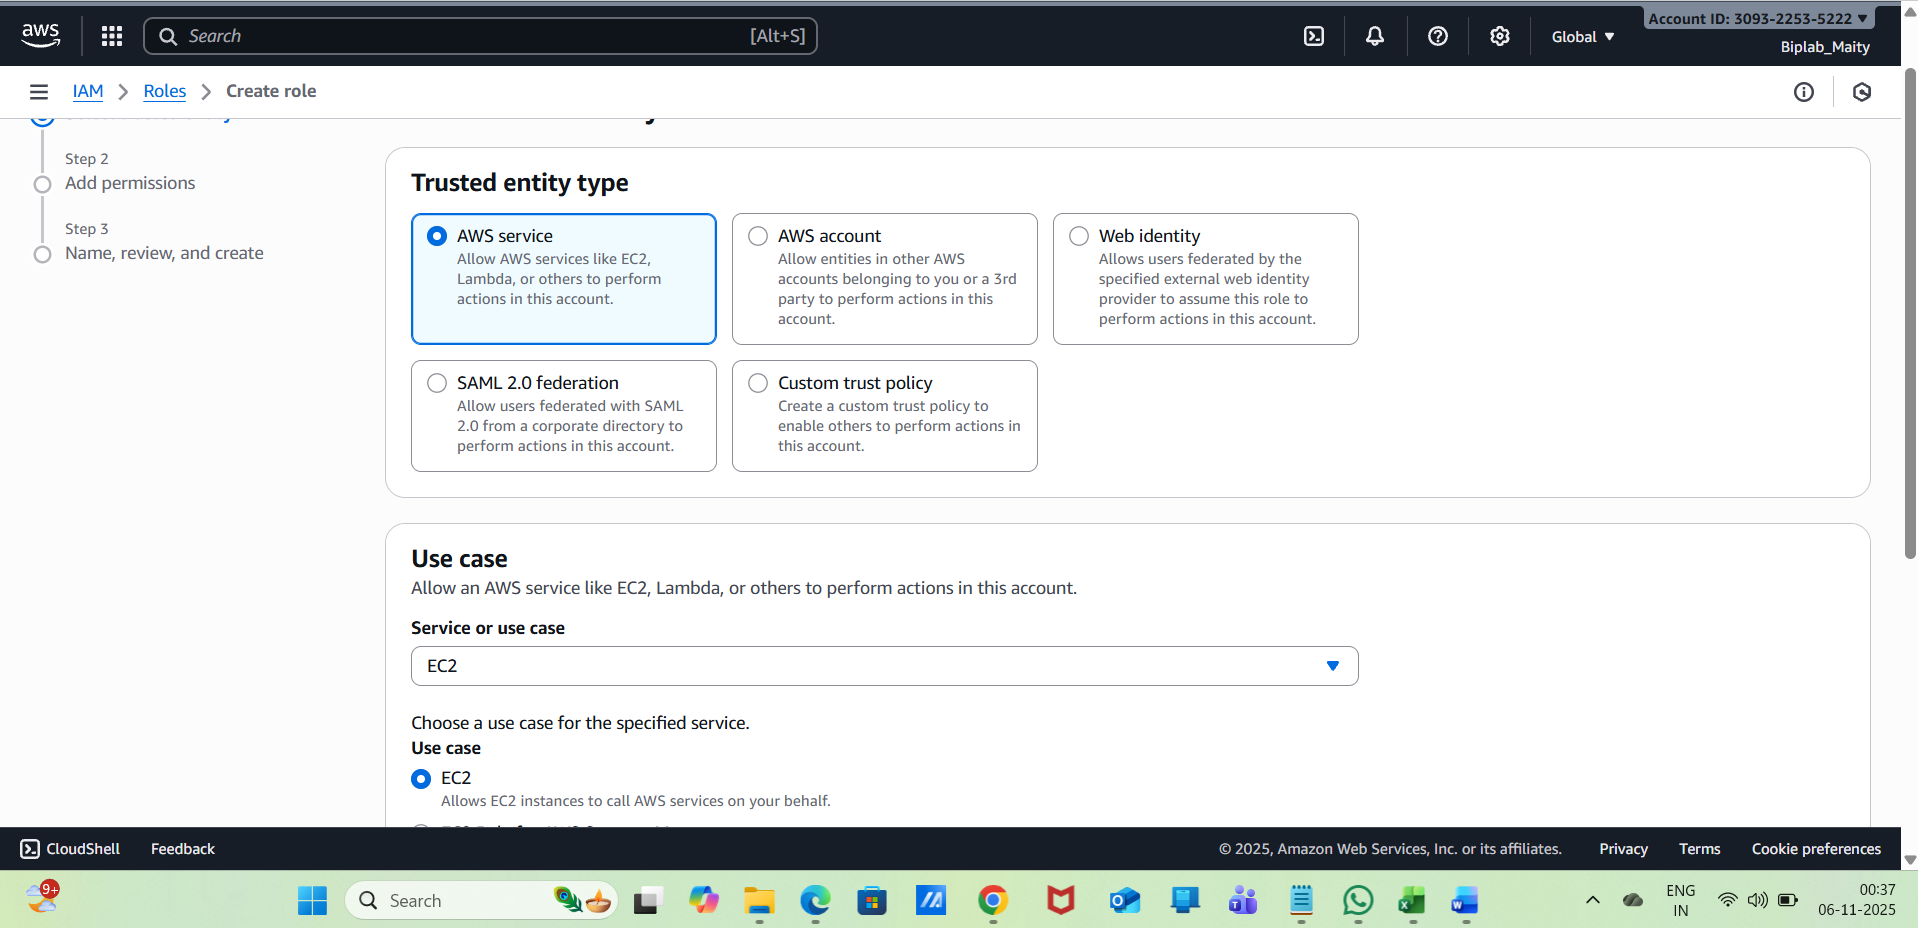 aws
Search
[Alt+S]
Global
Account ID: 3093-2253-5222
Biplab_Maity
IAM
Roles
Create role
Step 2
Add permissions
Step 3
Name, review, and create
Trusted entity type
AWS service
Allow AWS services like EC2,
Lambda, or others to perform
actions in this account.
AWS account
Allow entities in other AWS
accounts belonging to you or a 3rd
party to perform actions in this
account.
Web identity
Allows users federated by the
specified external web identity
provider to assume this role to
perform actions in this account.
SAML 2.0 federation
Allow users federated with SAML
2.0 from a corporate directory to
perform actions in this account.
Custom trust policy
Create a custom trust policy to
enable others to perform actions in
this account.
Use case
Allow an AWS service like EC2, Lambda, or others to perform actions in this account.
Service or use case
EC2
Choose a use case for the specified service.
Use case
EC2
Allows EC2 instances to call AWS services on your behalf.
CloudShell
Feedback
© 2025, Amazon Web Services, Inc. or its affiliates.
Privacy
Terms
Cookie preferences
9+
Search
ENG
IN
00:37
06-11-2025